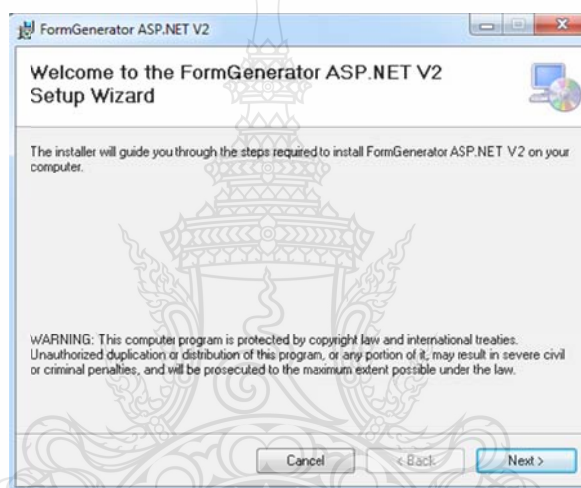 FormGenerator ASP.NET V2
Welcome to the FormGenerator ASP.NET V2
Setup Wizard
The installer will guide you through the steps required to install FormGenerator ASP.NET V2 on your
computer.
WARNING: This computer program is protected by copyright law and international treaties.
Unauthorized duplication or distribution of this program, or any portion of it, may result in severe civil
or criminal penalties, and will be prosecuted to the maximum extent possible under the law.
Cancel
< Back
Next >